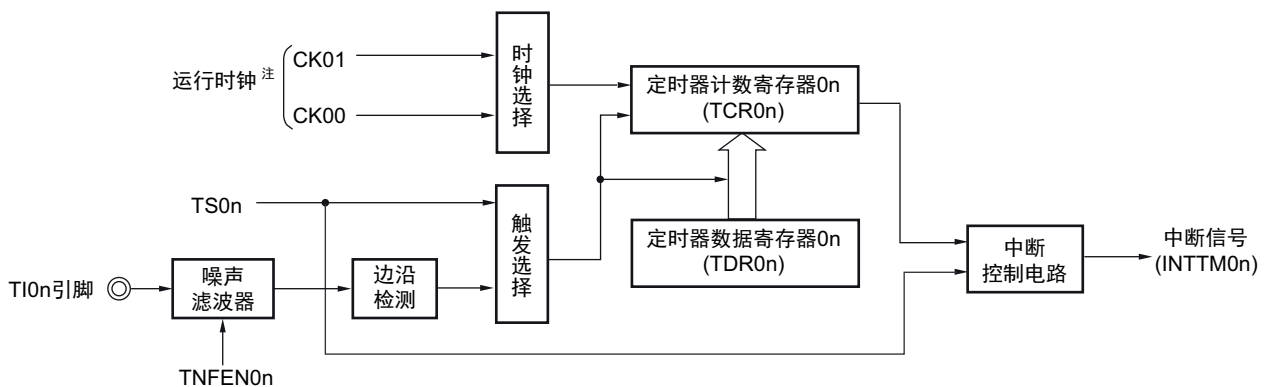 运行时钟 注
CK01
CK00
时钟选择
定时器计数寄存器0n
(TCR0n)
TS0n
触发选择
定时器数据寄存器0n
(TDR0n)
TI0n引脚
噪声
滤波器
边沿
检测
TNFEN0n
中断
控制电路
中断信号
(INTTM0n)